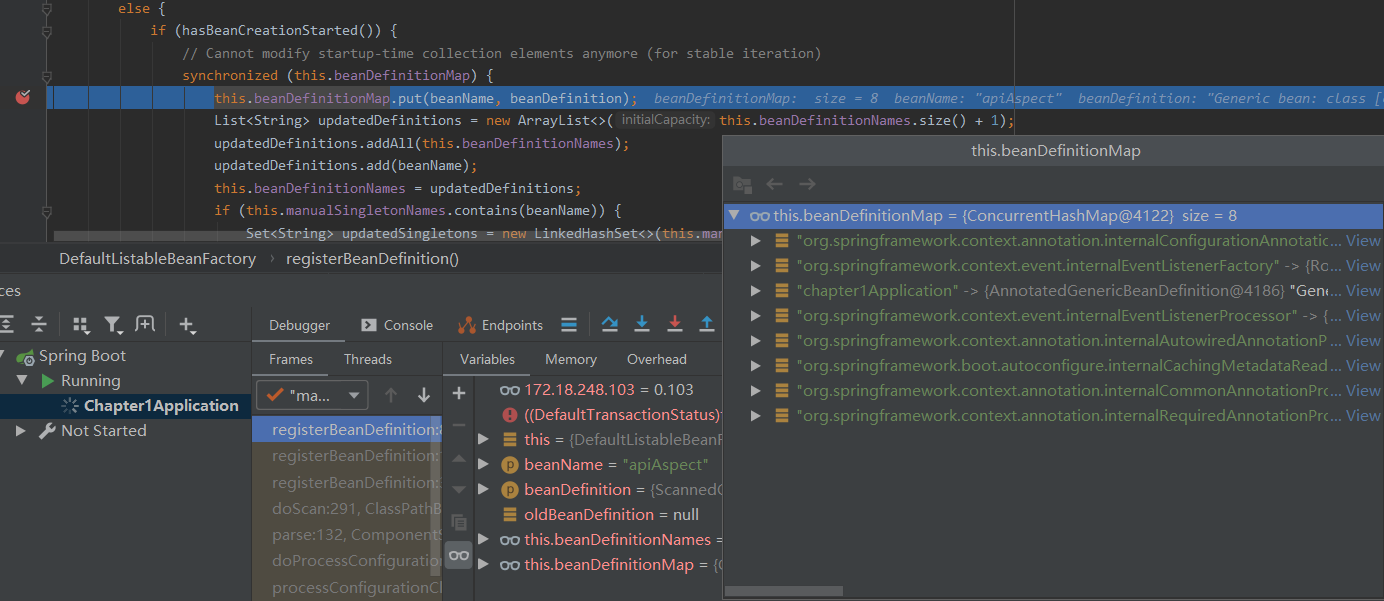 else {
if (hasBeanCreationStarted()) {
// Cannot modify startup-time collection elements anymore (for stable iteration)
synchronized (this.beanDefinitionMap) {
this.beanDefinitionMap.put(beanName, beanDefinition); beanDefinitionMap: size = 8 beanName: "apiAspect" beanDefinition: "Generic bean: class [
List<String> updatedDefinitions = new ArrayList<>( initialCapacity: this.beanDefinitionNames.size() + 1);
updatedDefinitions.addAll(this.beanDefinitionNames);
updatedDefinitions.add(beanName);
this.beanDefinitionNames = updatedDefinitions;
if (this.manualSingletonNames.contains(beanName)) {
Set<String> updatedSingletons = new LinkedHashSet<>(this.mar
DefaultListableBeanFactory › registerBeanDefinition()
ces
Debugger Console Endpoints
Frames Threads Variables Memory Overhead
Spring Boot
Running
Chapter1Application
Not Started
"ma...
registerBeanDefinition:8
registerBeanDefinition:
registerBeanDefinition:
doScan:291, ClassPathB
parse:132, ComponentS
doProcessConfiguration
processConfigurationCl
172.18.248.103 = 0.103
((DefaultTransactionStatus)
this = {DefaultListableBeanF
beanName = "apiAspect"
beanDefinition = {ScannedG
oldBeanDefinition = null
this.beanDefinitionNames =
this.beanDefinitionMap = {
this.beanDefinitionMap
this.beanDefinitionMap = {ConcurrentHashMap@4122} size = 8
"org.springframework.context.annotation.internalConfigurationAnnotatic... View
"org.springframework.context.event.internalEventListenerFactory" -> {Ro... View
"chapter1Application" -> {AnnotatedGenericBeanDefinition@4186} "Gene... View
"org.springframework.context.event.internalEventListenerProcessor" -> {... View
"org.springframework.context.annotation.internalAutowiredAnnotationP... View
"org.springframework.boot.autoconfigure.internalCachingMetadataRead... View
"org.springframework.context.annotation.internalCommonAnnotationPro... View
"org.springframework.context.annotation.internalRequiredAnnotationPrc... View